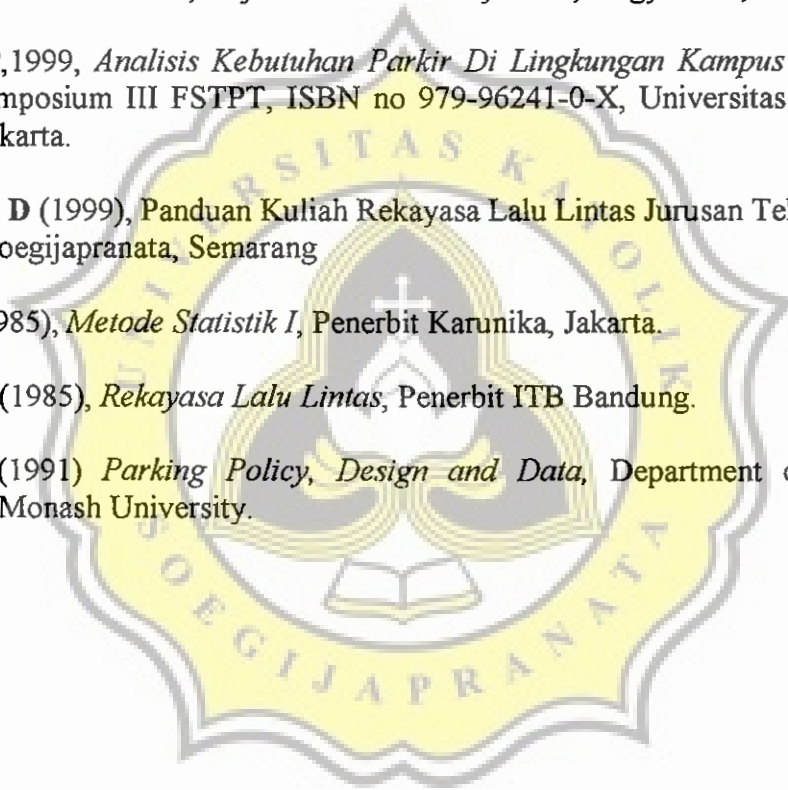 ,1999, Analisis Kebutuhan Parkir Di Lingkungan Kampus
mposium III FSTPT, ISBN no 979-96241-0-X, Universitas
karta.
D (1999), Panduan Kuliah Rekayasa Lalu Lintas Jurusan
oegijapranata, Semarang
985), Metode Statistik I, Penerbit Karunika, Jakarta.
(1985), Rekayasa Lalu Lintas, Penerbit ITB Bandung.
(1991) Parking Policy, Design and Data, Department
Monash University.
UNIVERSITAS KATOLIK
SOEGIJAPRANATA